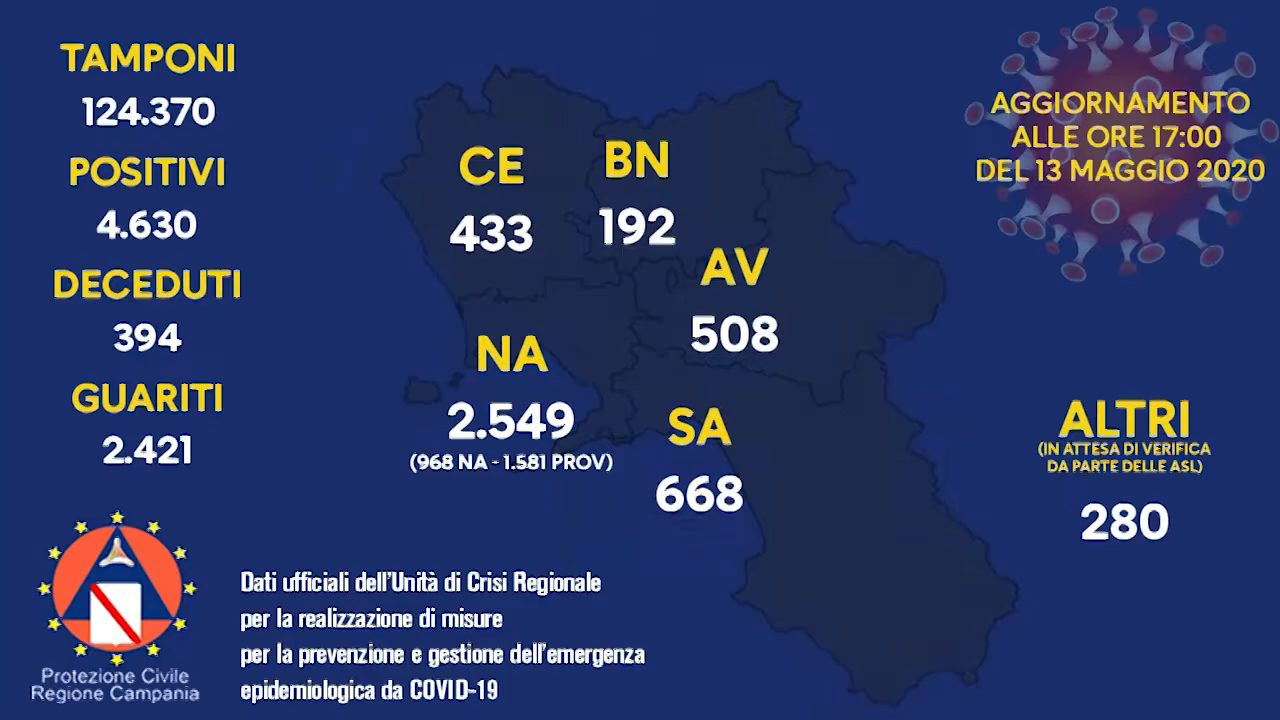 TAMPONI
124.370
POSITIVI
4.630
DECEDUTI
394
GUARITI
2.421
CE
433
BN
192
AV
508
NA
2.549
(968 NA - 1.581 PROV)
SA
668
AGGIORNAMENTO
ALLE ORE 17:00
DEL 13 MAGGIO 2020
ALTRI
(IN ATTESA DI VERIFICA
DA PARTE DELLE ASL)
280
Protezione Civile
Regione Campania
Dati ufficiali dell'Unità di Crisi Regionale
per la realizzazione di misure
per la prevenzione e gestione dell'emergenza
epidemiologica da COVID-19